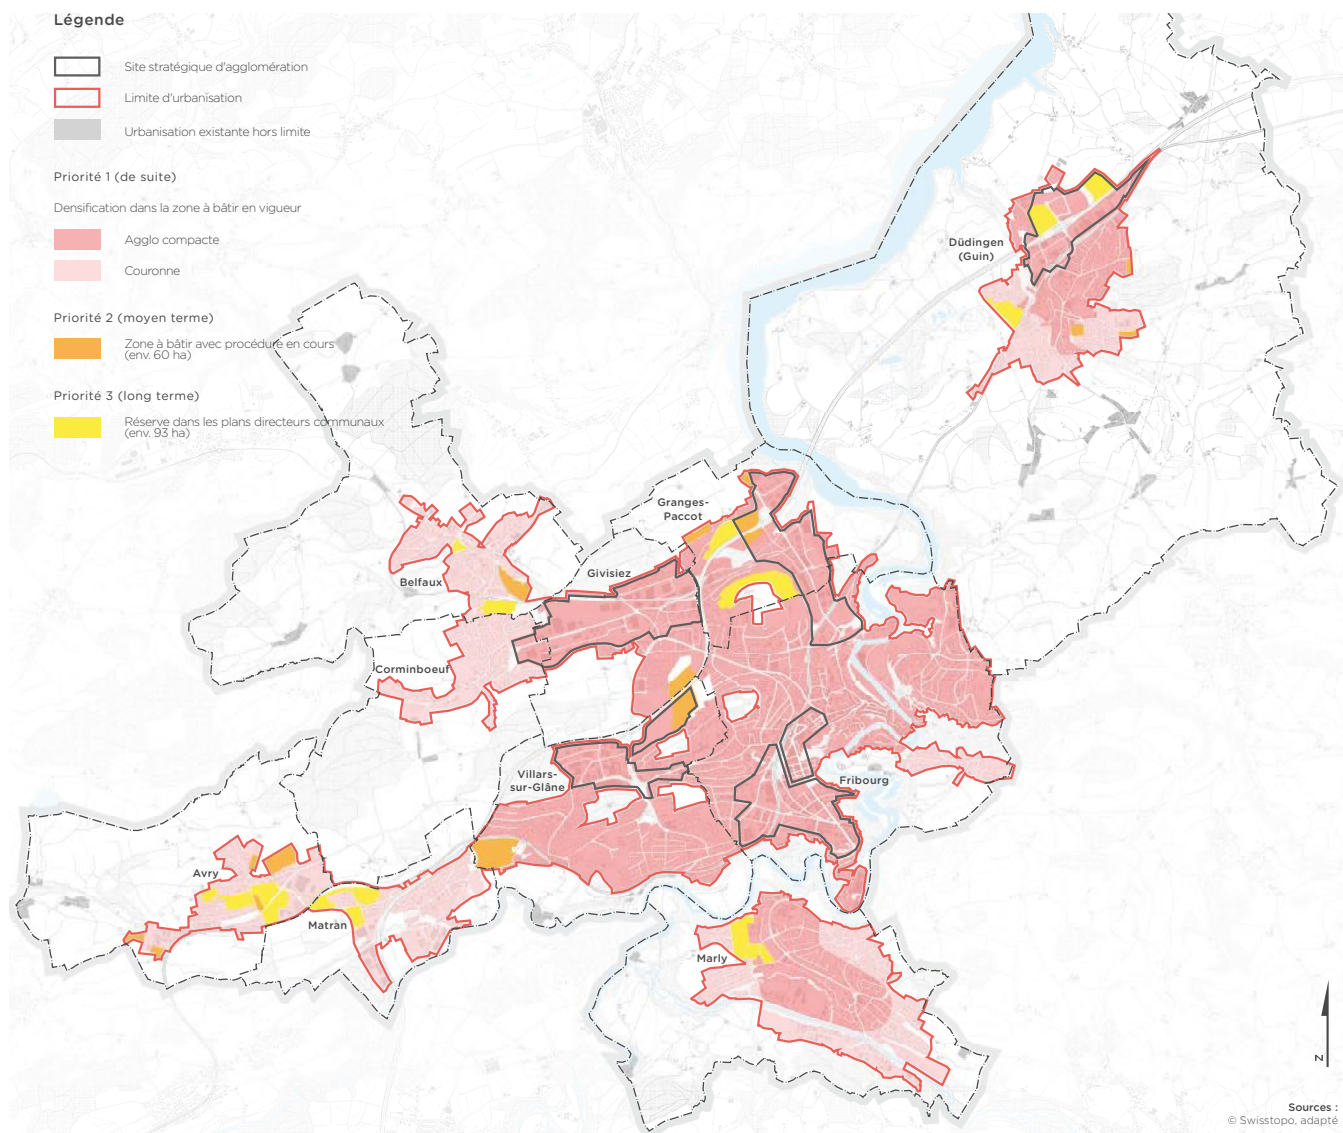 Légende
Site stratégique d'agglomération
Limite d'urbanisation
Urbanisation existante hors limite
Priorité 1 (de suite)
Densification dans la zone à bâtir en vigueur
Agglo compacte
Couronne
Priorité 2 (moyen terme)
Zone à bâtir avec procédure en cours
(env. 60 ha)
Priorité 3 (long terme)
Réserve dans les plans directeurs communaux
(env. 93 ha)
Düdingen
(Guin)
Granges-
Paccot
Givisiez
Belfaux
Corminboeuf
Villars-
sur-Glâne
Fribourg
Avry
Matran
Marly
N
Sources :
© Swisstopo, adapté